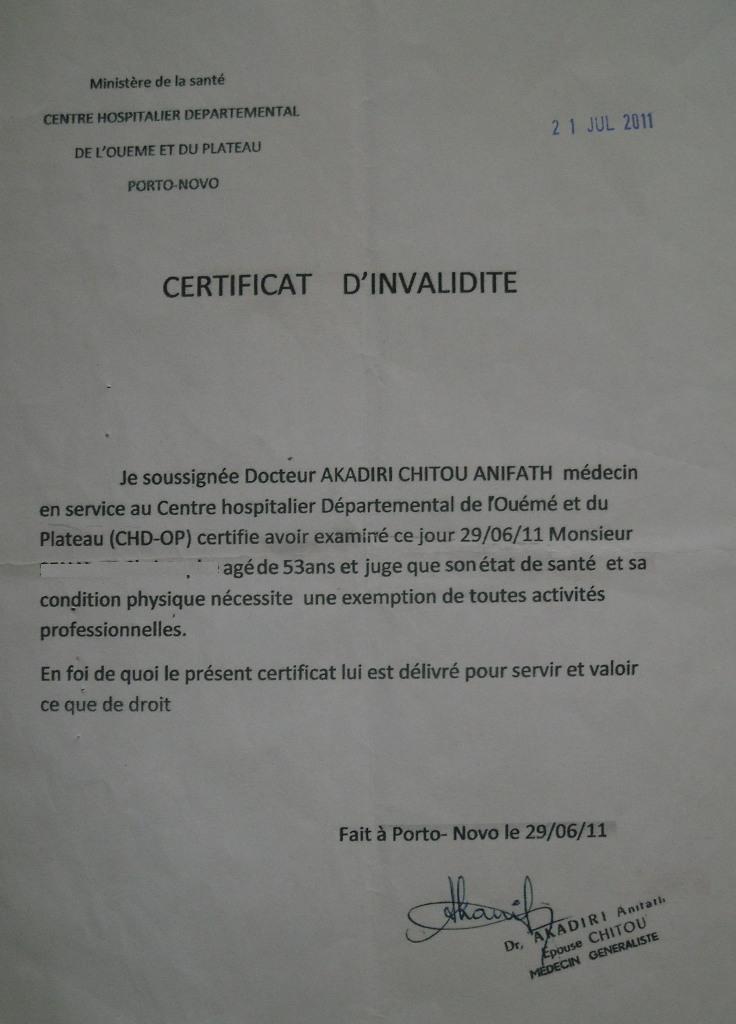 Ministère de la santé
CENTRE HOSPITALIER DEPARTEMENTAL
DE L'OUEME ET DU PLATEAU
PORTO-NOVO
21 JUL 2011
CERTIFICAT D'INVALIDITE
Je soussignée Docteur AKADIRI CHITOU ANIFATH médecin
en service au Centre hospitalier Départemental de l'Ouémé et du
Plateau (CHD-OP) certifie avoir examiné ce jour 29/06/11 Monsieur
agé de 53ans et juge que son état de santé et sa
condition physique nécessite une exemption de toutes activités
professionnelles.
En foi de quoi le présent certificat lui est délivré pour servir et valoir
ce que de droit
Fait à Porto- Novo le 29/06/11
Dr. AKADIRI Anifath
Epouse CHITOU
MEDECIN GENERALISTE